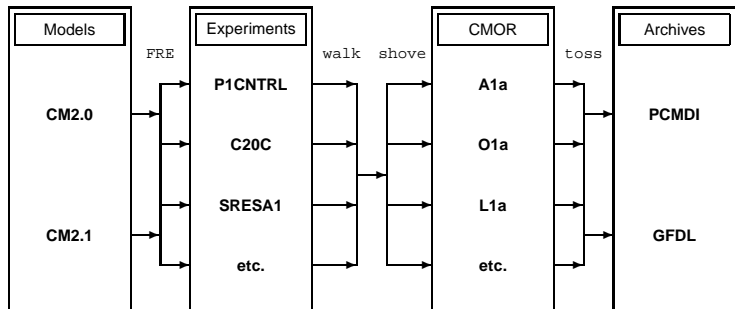 Models
Experiments
CMOR
Archives
FRE
walk
shove
toss
P1CNTRL
A1a
CM2.0
PCMDI
C20C
O1a
SRESA1
L1a
CM2.1
GFDL
etc.
etc.